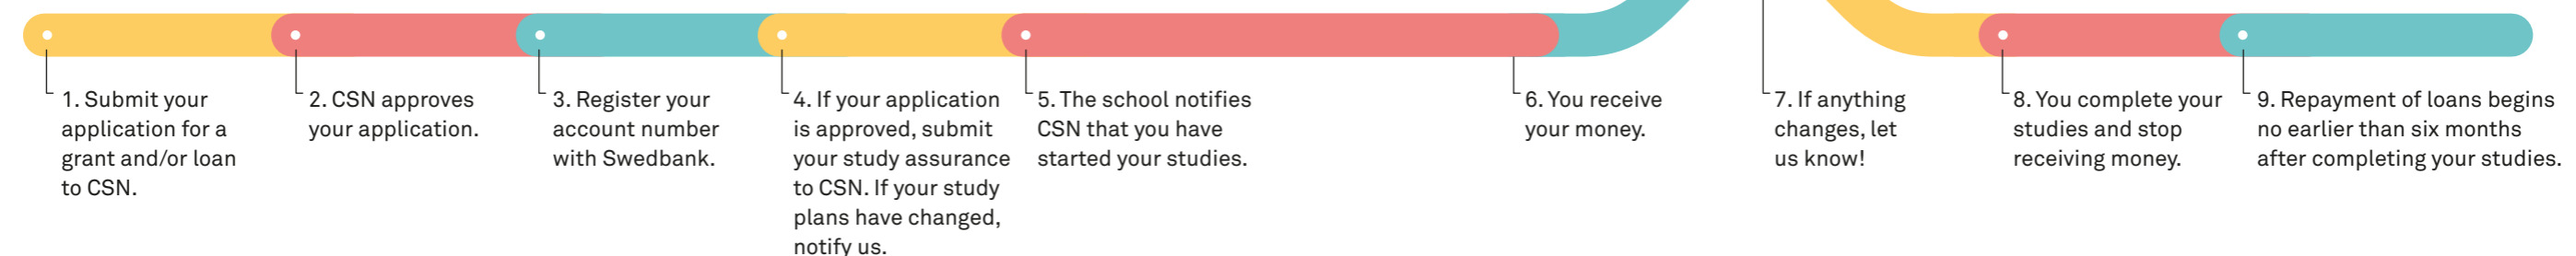 1. Submit your
application for a
grant and/or loan
to CSN.
2. CSN approves
your application.
3. Register your
account number
with Swedbank.
4. If your application
is approved, submit
your study assurance
to CSN. If your study
plans have changed,
notify us.
5. The school notifies
CSN that you have
started your studies.
6. You receive
your money.
7. If anything
changes, let
us know!
8. You complete your
studies and stop
receiving money.
9. Repayment of loans begins
no earlier than six months
after completing your studies.